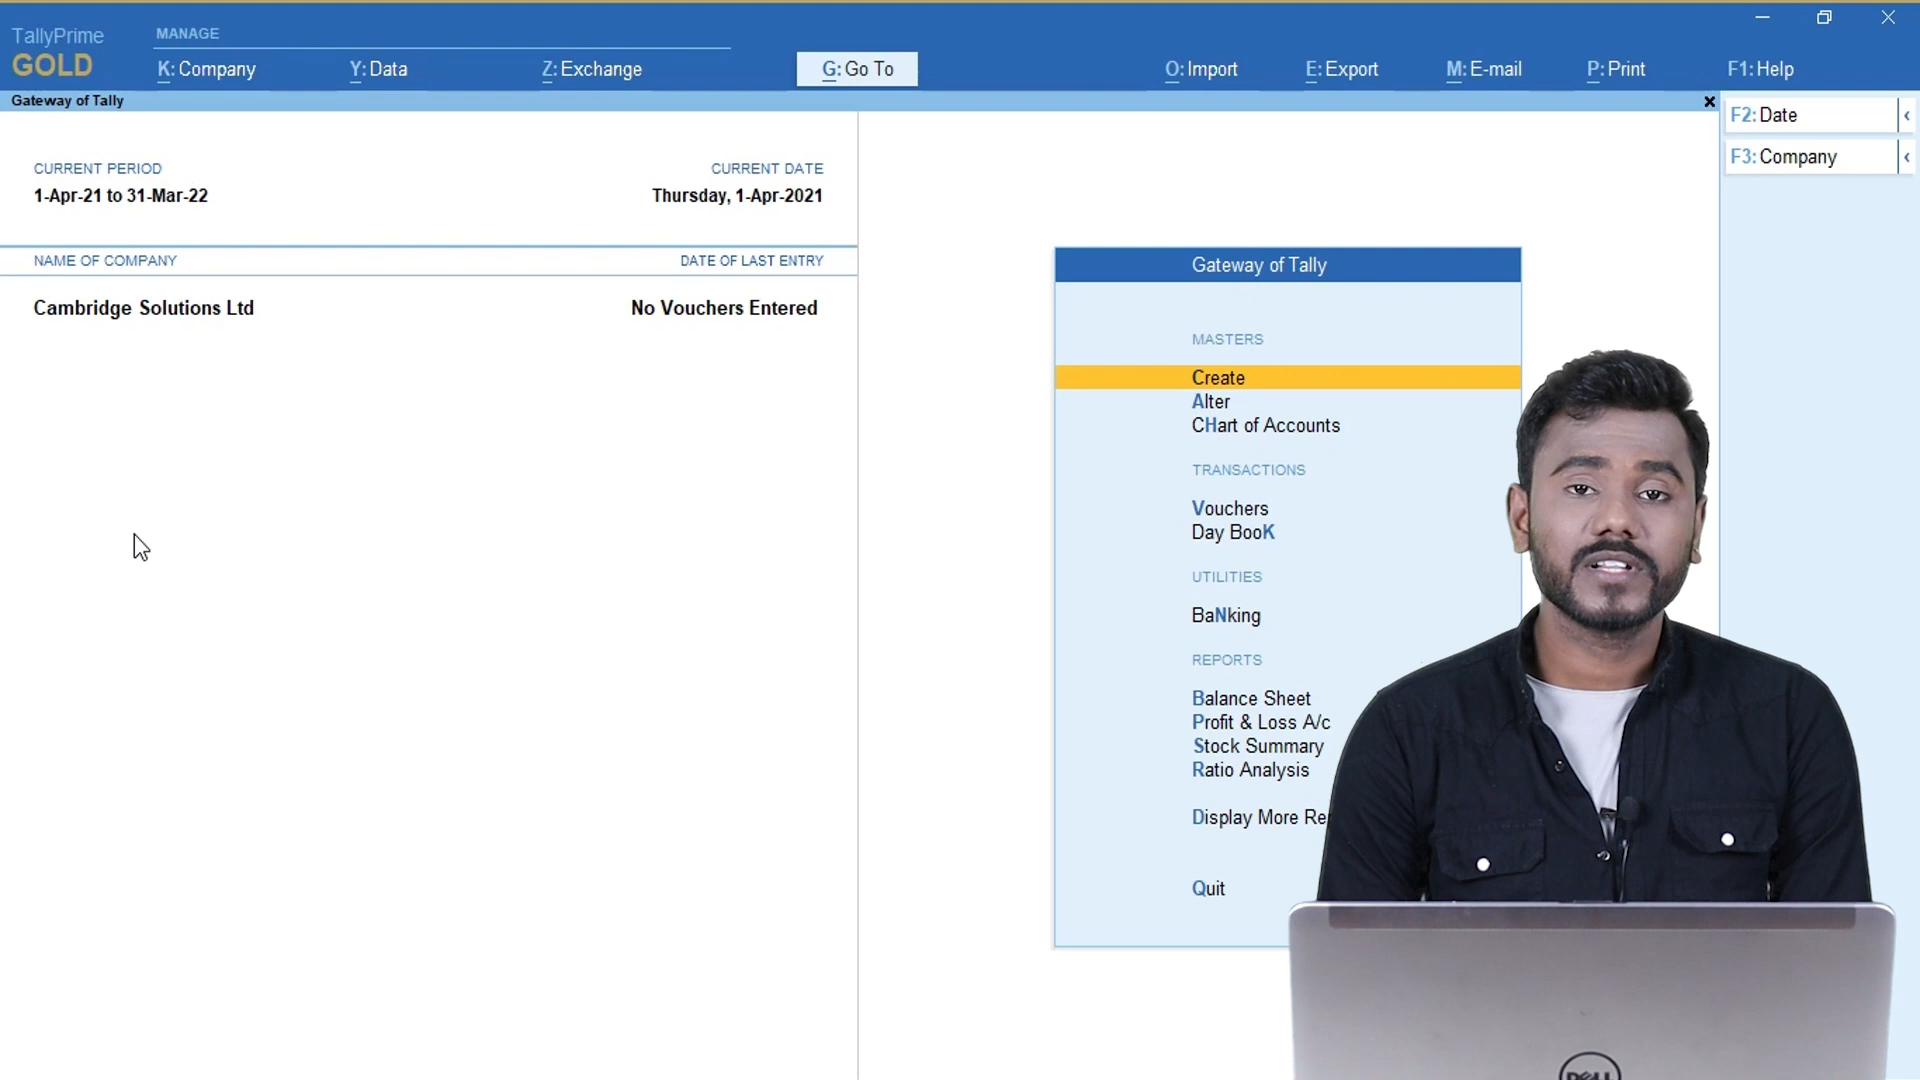 TallyPrime
GOLD
MANAGE
K: Company
Y: Data
Z: Exchange
G: Go To
O: Import
E: Export
M: E-mail
P: Print
F1: Help
Gateway of Tally
F2: Date
F3: Company
CURRENT PERIOD
CURRENT DATE
1-Apr-21 to 31-Mar-22
Thursday, 1-Apr-2021
NAME OF COMPANY
DATE OF LAST ENTRY
Cambridge Solutions Ltd
No Vouchers Entered
Gateway of Tally
MASTERS
Create
Alter
CHart of Accounts
TRANSACTIONS
Vouchers
Day BooK
UTILITIES
BaNking
REPORTS
Balance Sheet
Profit & Loss A/c
Stock Summary
Ratio Analysis
Display More
Quit
DELL